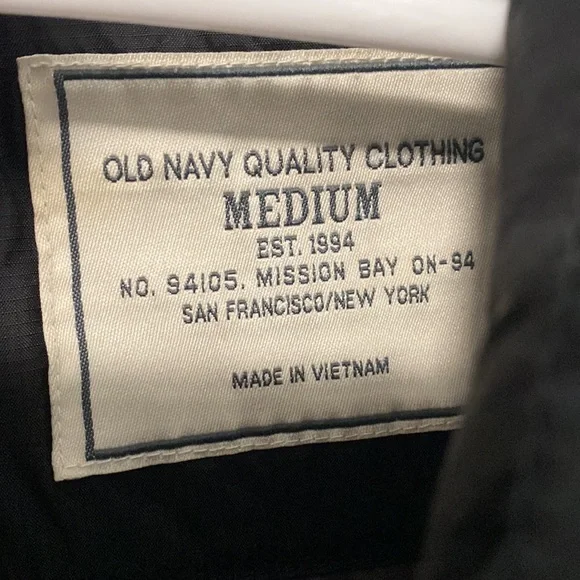 OLD NAVY QUALITY CLOTHING
MEDIUM
EST. 1994
NO. 94105. MISSION BAY ON-94
SAN FRANCISCO/NEW YORK
MADE IN VIETNAM